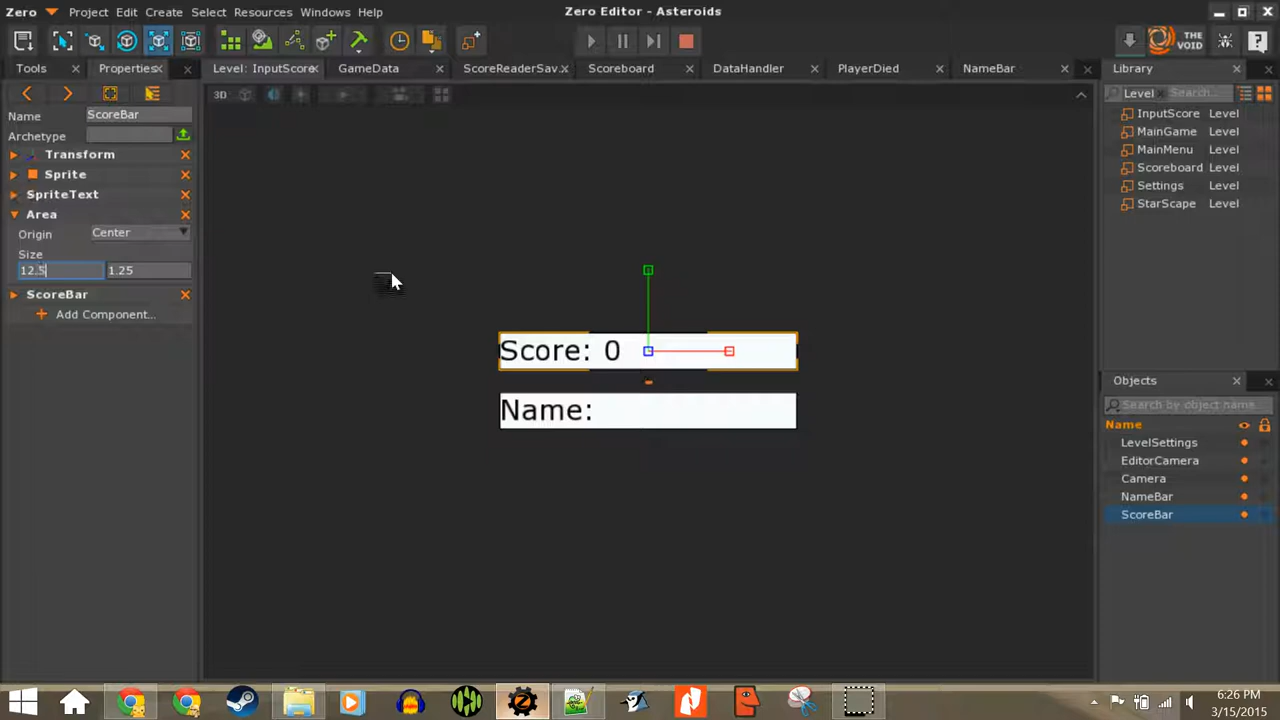 Zero Project Edit Create Select Resources Windows Help
Zero Editor - Asteroids
THE
VOID
Tools
Properties
Level: InputScore
GameData
ScoreReaderSav.
Scoreboard
DataHandler
PlayerDied
NameBar
Library
3D
Level
Search...
Name
ScoreBar
Archetype
Transform
Sprite
SpriteText
Area
Origin
Center
Size
12.5
1.25
ScoreBar
Add Component...
Score: 0
Name:
InputScore Level
MainGame Level
MainMenu Level
Scoreboard Level
Settings Level
StarScape Level
Objects
Search by object name...
Name
LevelSettings
EditorCamera
Camera
NameBar
ScoreBar
6:26 PM
3/15/2015